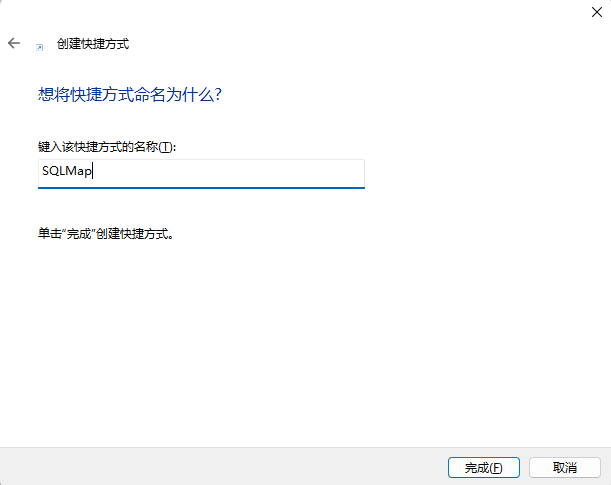 创建快捷方式
想将快捷方式命名为什么?
键入该快捷方式的名称(T):
SQLMap
单击“完成”创建快捷方式。
完成(F)
取消